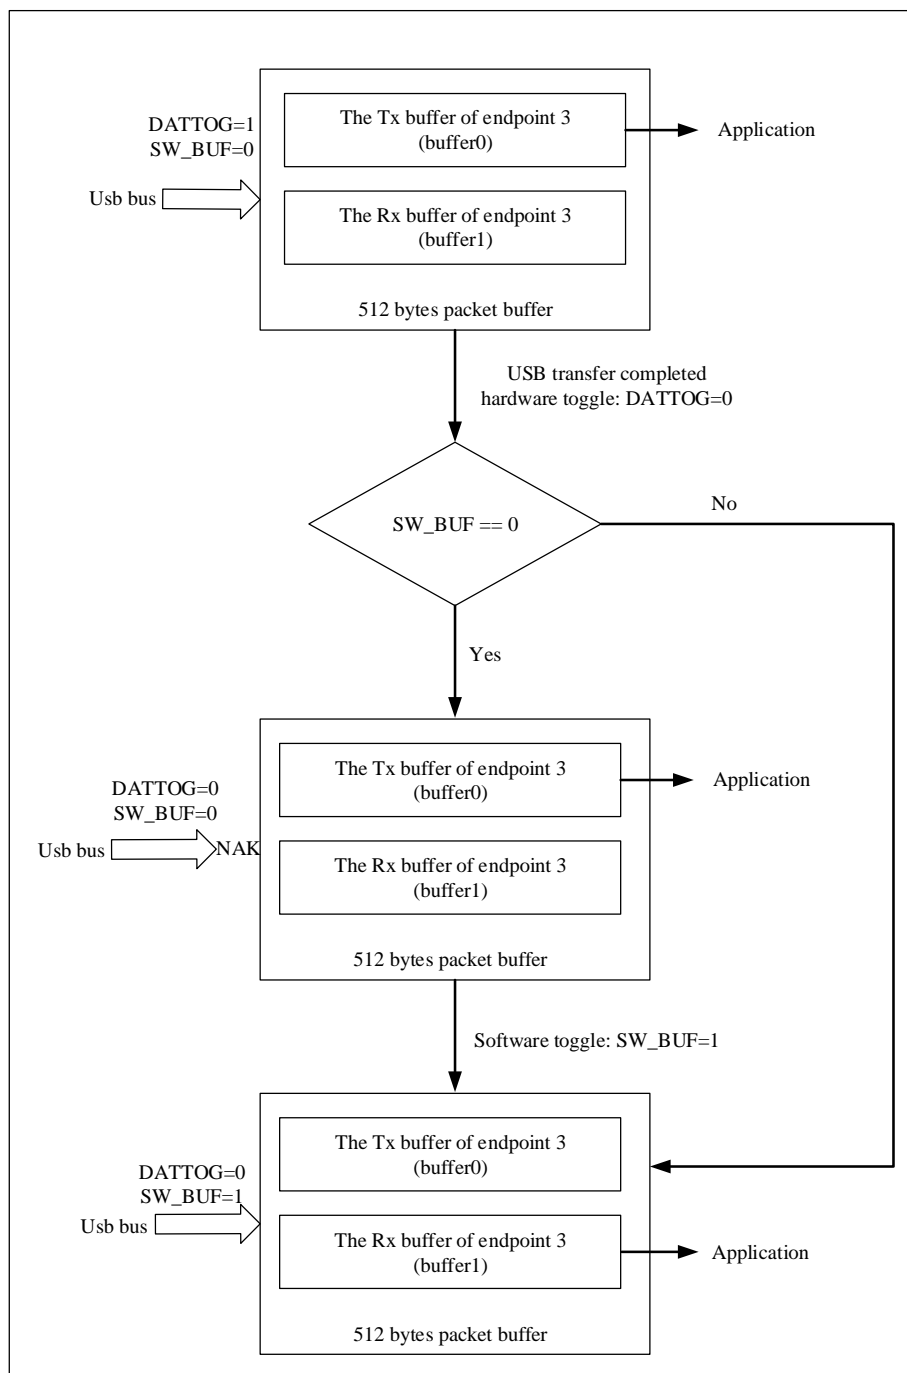 DATTOG=1
SW_BUF=0
Usb bus
The Tx buffer of endpoint 3
(buffer0)
Application
The Rx buffer of endpoint 3
(buffer1)
512 bytes packet buffer
USB transfer completed
hardware toggle: DATTOG=0
SW_BUF == 0
No
Yes
DATTOG=0
SW_BUF=0
Usb bus
NAK
The Tx buffer of endpoint 3
(buffer0)
Application
The Rx buffer of endpoint 3
(buffer1)
512 bytes packet buffer
Software toggle: SW_BUF=1
DATTOG=0
SW_BUF=1
Usb bus
The Tx buffer of endpoint 3
(buffer0)
The Rx buffer of endpoint 3
(buffer1)
Application
512 bytes packet buffer